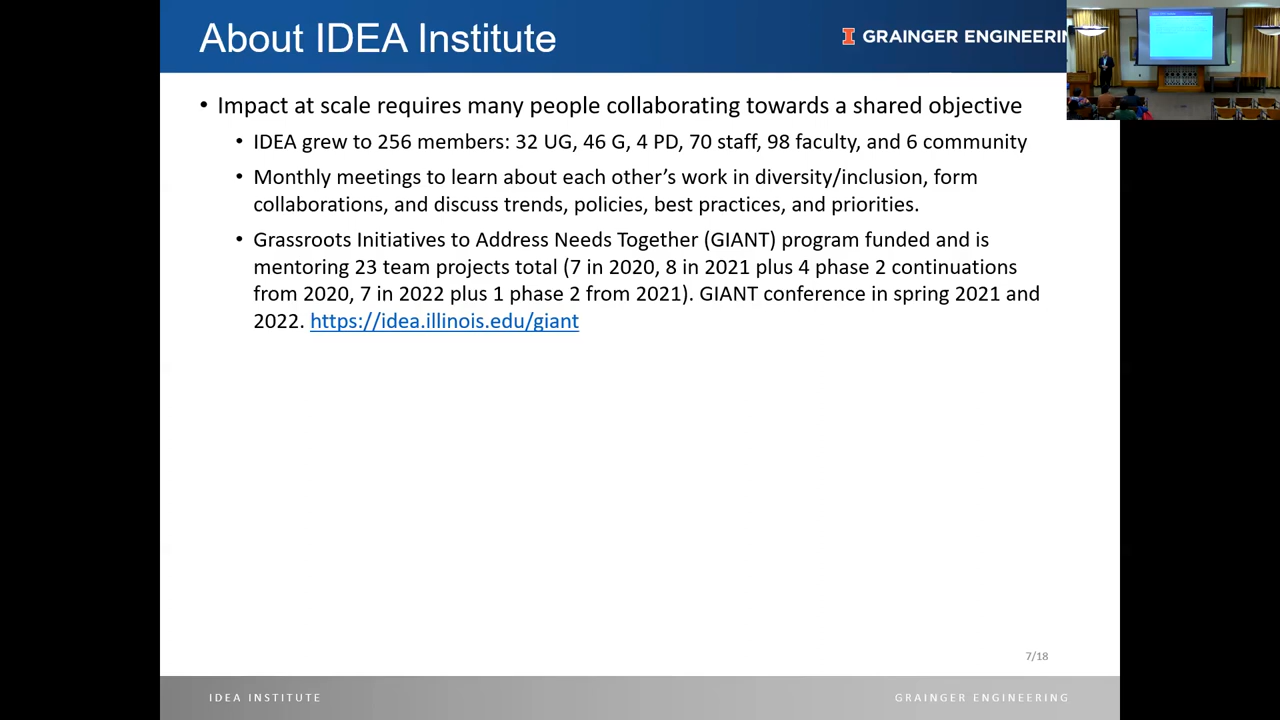 About IDEA Institute
GRAINGER ENGINEERIN
• Impact at scale requires many people collaborating towards a shared objective
• IDEA grew to 256 members: 32 UG, 46 G, 4 PD, 70 staff, 98 faculty, and 6 community
• Monthly meetings to learn about each other's work in diversity/inclusion, form
collaborations, and discuss trends, policies, best practices, and priorities.
• Grassroots Initiatives to Address Needs Together (GIANT) program funded and is
mentoring 23 team projects total (7 in 2020, 8 in 2021 plus 4 phase 2 continuations
from 2020, 7 in 2022 plus 1 phase 2 from 2021). GIANT conference in spring 2021 and
2022. https://idea.illinois.edu/giant
7/18
IDEA INSTITUTE
GRAINGER ENGINEERING